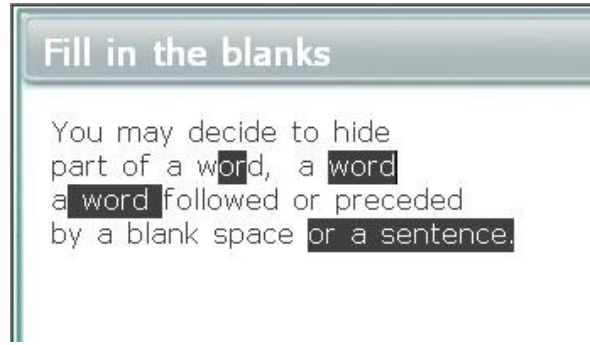 Fill in the blanks
You may decide to hide
part of a word,  a word
a word followed or preceded
by a blank space or a sentence.